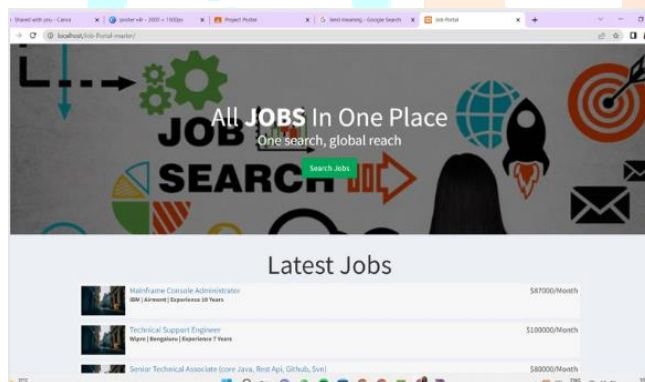 Shared with you - Canva
poster v4r - 2000 × 1500px
Project Poster
lend meaning - Google Search
Job Portal
localhost/Job-Portal-master/
All JOBS In One Place
JOB
One search, global reach
Search Jobs
SEARCH
Latest Jobs
Mainframe Console Administrator
$87000/Month
IBM | Airmont | Experience 10 Years
Technical Support Engineer
$100000/Month
Wipro | Bengaluru | Experience 7 Years
Senior Technical Associate (core Java, Rest Api, Github, Svn)
$80000/Month